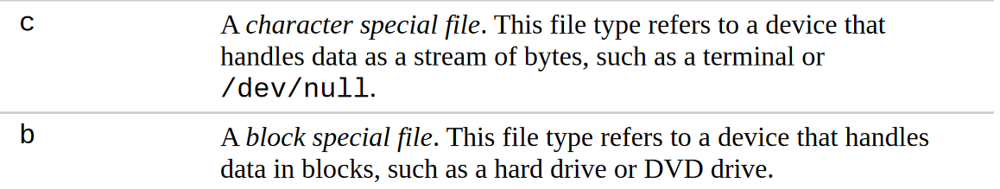 c A character special file. This file type refers to a device that
handles data as a stream of bytes, such as a terminal or
/dev/null.
b A block special file. This file type refers to a device that handles
data in blocks, such as a hard drive or DVD drive.